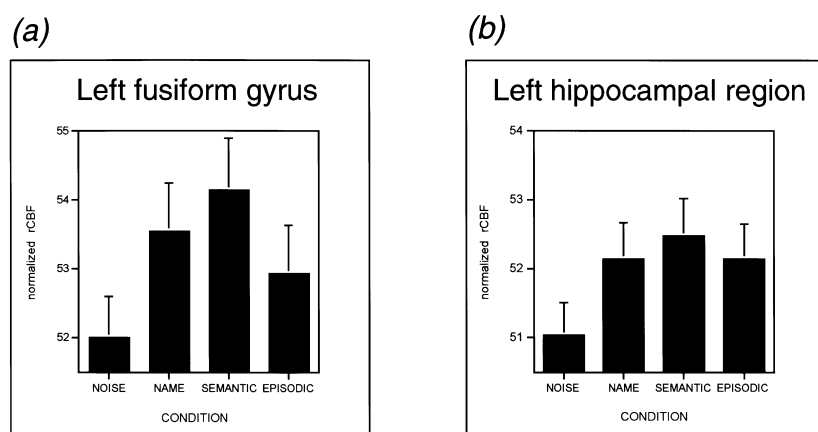 (a)
Left fusiform gyrus
55
54
53
52
normalized rCBF
NOISE NAME SEMANTIC EPISODIC
CONDITION
(b)
Left hippocampal region
54
53
52
51
normalized rCBF
NOISE NAME SEMANTIC EPISODIC
CONDITION